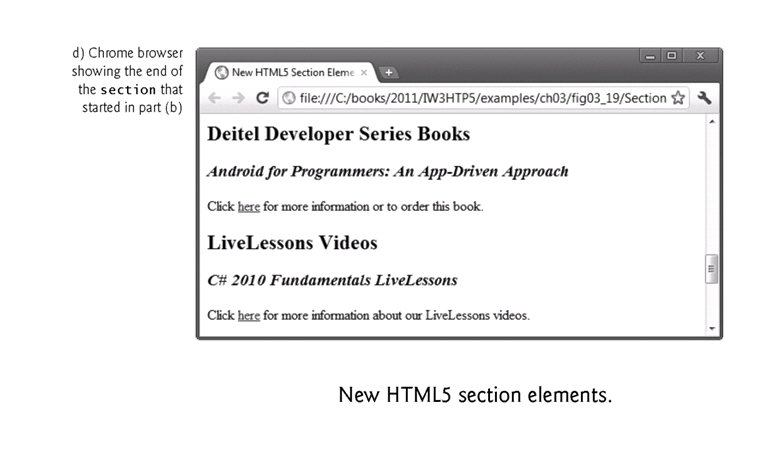 d) Chrome browser
showing the end of
the section that
started in part (b)
New HTML5 Section Eleme
file:///C:/books/2011/IW3HTP5/examples/ch03/fig03_19/Section
Deitel Developer Series Books
Android for Programmers: An App-Driven Approach
Click here for more information or to order this book.
LiveLessons Videos
C# 2010 Fundamentals LiveLessons
Click here for more information about our LiveLessons videos.
New HTML5 section elements.